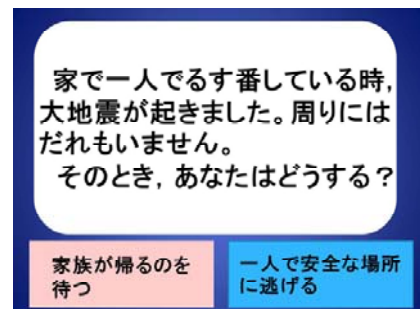 家で一人でるす番している時,
大地震が起きました。周りには
だれもいません。
そのとき,あなたはどうする?
家族が帰るのを
待つ
一人で安全な場所
に逃げる